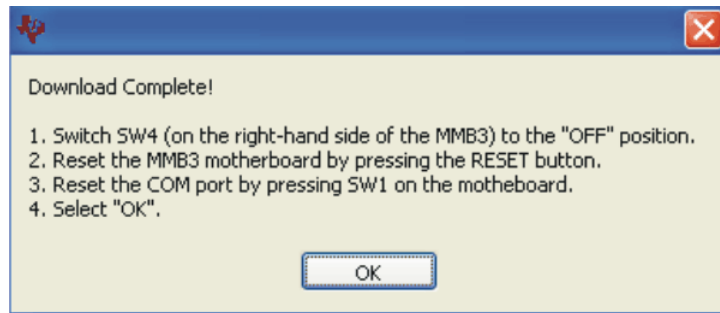 Download Complete!
1. Switch SW4 (on the right-hand side of the MMB3) to the "OFF" position.
2. Reset the MMB3 motherboard by pressing the RESET button.
3. Reset the COM port by pressing SW1 on the motheboard.
4. Select "OK".
OK